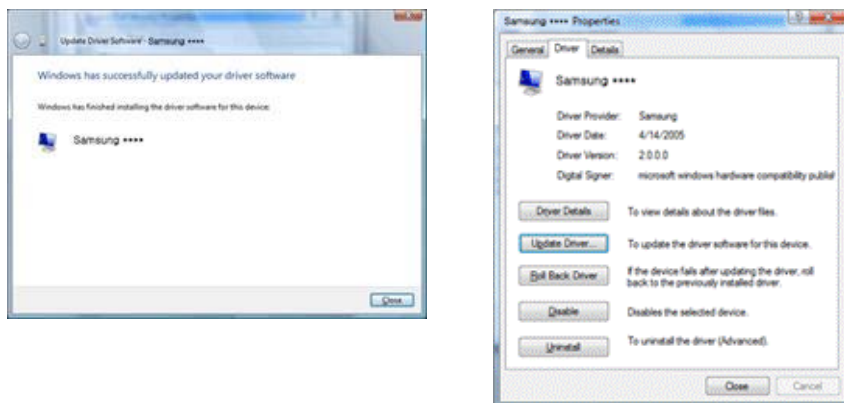 Update Driver Software - Samsung ****
Windows has successfully updated your driver software
Windows has finished installing the driver software for this device:
Samsung ****
Close
Samsung **** Properties
General Driver Details
Samsung ****
Driver Provider: Samsung
Driver Date: 4/14/2005
Driver Version: 2.0.0.0
Digital Signer: microsoft windows hardware compatibility publis
Driver Details To view details about the driver files.
Update Driver... To update the driver software for this device.
Roll Back Driver If the device fails after updating the driver, roll
back to the previously installed driver.
Disable Disables the selected device.
Uninstall To uninstall the driver (Advanced).
Close Cancel